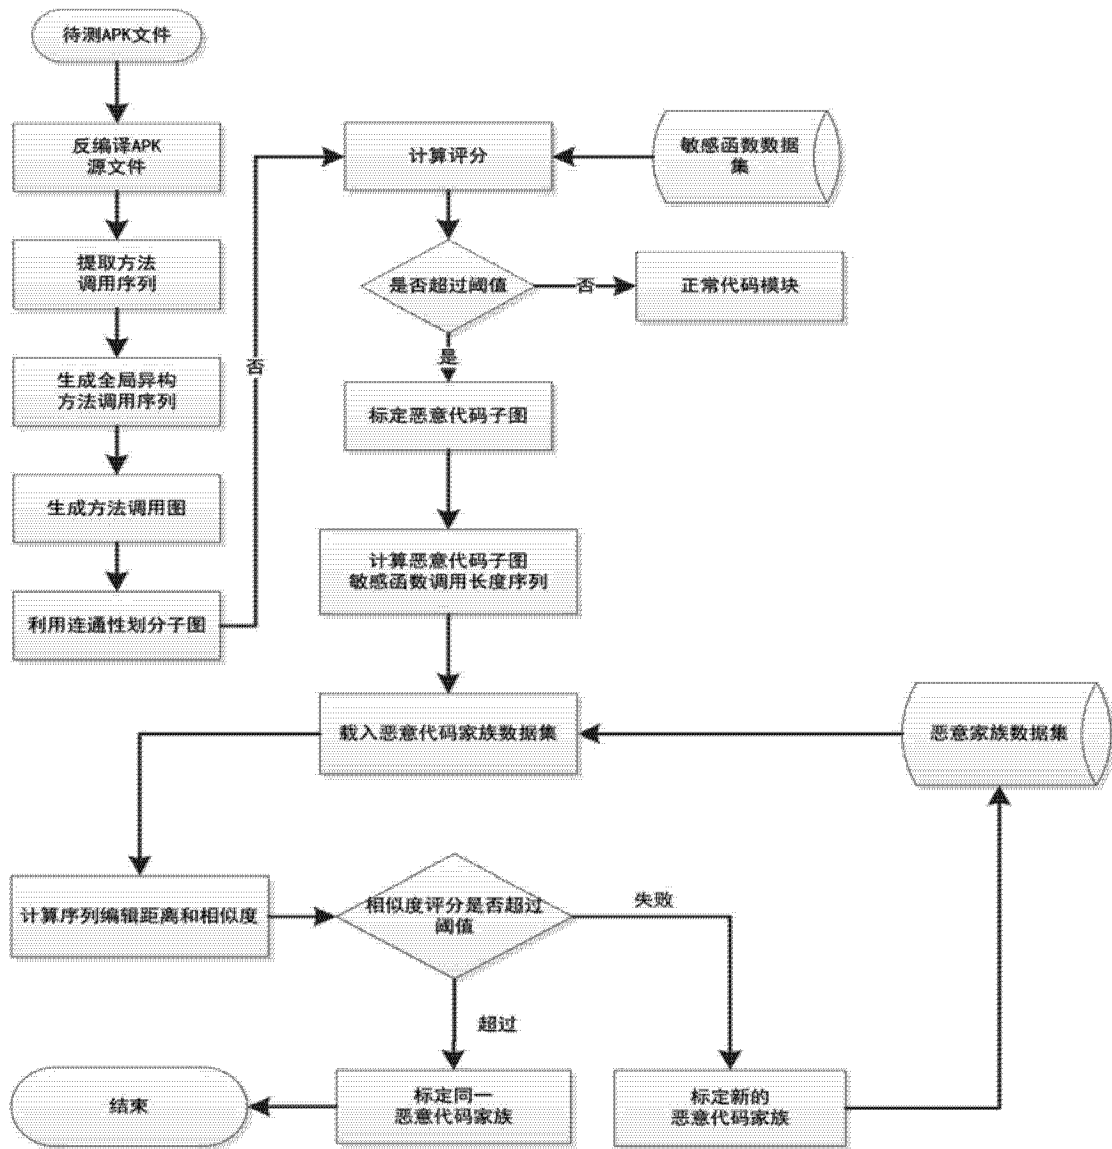 待测APK文件
反编译APK
源文件
提取方法
调用序列
生成全局异构
方法调用序列
生成方法调用图
利用连通性划分子图
否
计算评分
敏感函数数据
集
是否超过阈值
否
正常代码模块
是
标定恶意代码子图
计算恶意代码子图
敏感函数调用长度序列
载入恶意代码家族数据集
恶意家族数据集
计算序列编辑距离和相似度
相似度评分是否超过
阈值
失败
超过
标定同一
恶意代码家族
标定新的
恶意代码家族
结束